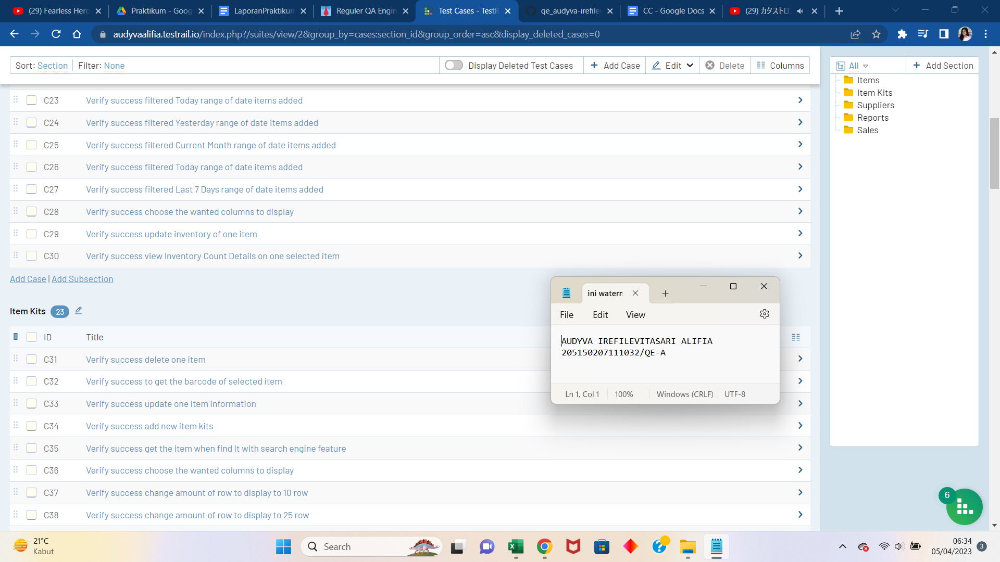 (29) Fearless Hero
Praktikum - Goog
LaporanPraktikum
Reguler QA Engin
Test Cases - TestR
qe_audyva-irefilev
CC - Google Docs
(29) カタストロ
audyvaalifia.testrail.io/index.php?/suites/view/2&group_by=cases:section_id&group_order=asc&display_deleted_cases=0
Sort: Section
Filter: None
Display Deleted Test Cases
Add Case
Edit
Delete
Columns
C23 Verify success filtered Today range of date items added
C24 Verify success filtered Yesterday range of date items added
C25 Verify success filtered Current Month range of date items added
C26 Verify success filtered Today range of date items added
C27 Verify success filtered Last 7 Days range of date items added
C28 Verify success choose the wanted columns to display
C29 Verify success update inventory of one item
C30 Verify success view Inventory Count Details on one selected item
Add Case | Add Subsection
Item Kits 23
ID Title
C31 Verify success delete one item
C32 Verify success to get the barcode of selected item
C33 Verify success update one item information
C34 Verify success add new item kits
C35 Verify success get the item when find it with search engine feature
C36 Verify success choose the wanted columns to display
C37 Verify success change amount of row to display to 10 row
C38 Verify success change amount of row to display to 25 row
All
Add Section
Items
Item Kits
Suppliers
Reports
Sales
ini watern
File Edit View
AUDYVA IREFILEVITASARI ALIFIA
205150207111032/QE-A
Ln 1, Col 1 100% Windows (CRLF) UTF-8
6
21°C
Kabut
Search
06:34
05/04/2023
3